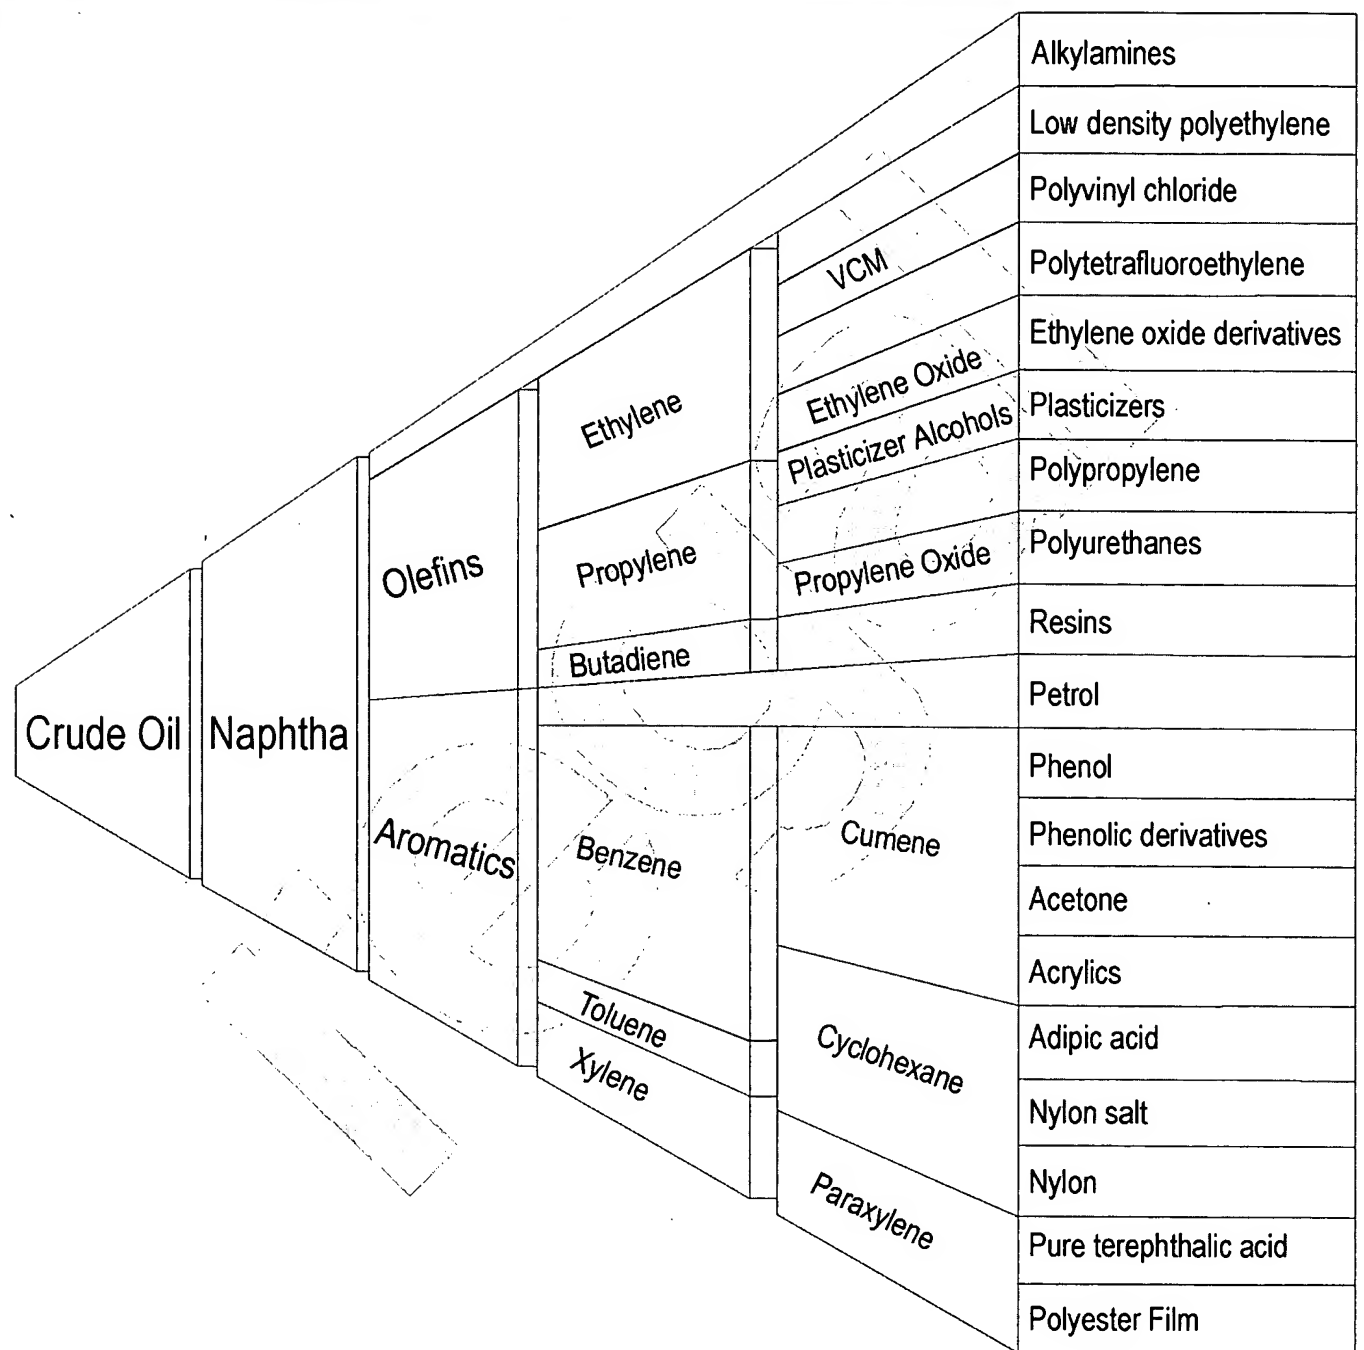 Crude Oil
Naphtha
Olefins
Aromatics
Ethylene
Propylene
Butadiene
Benzene
Toluene
Xylene
VCM
Ethylene Oxide
Plasticizer Alcohols
Propylene Oxide
Cumene
Cyclohexane
Paraxylene
Alkylamines
Low density polyethylene
Polyvinyl chloride
Polytetrafluoroethylene
Ethylene oxide derivatives
Plasticizers
Polypropylene
Polyurethanes
Resins
Petrol
Phenol
Phenolic derivatives
Acetone
Acrylics
Adipic acid
Nylon salt
Nylon
Pure terephthalic acid
Polyester Film